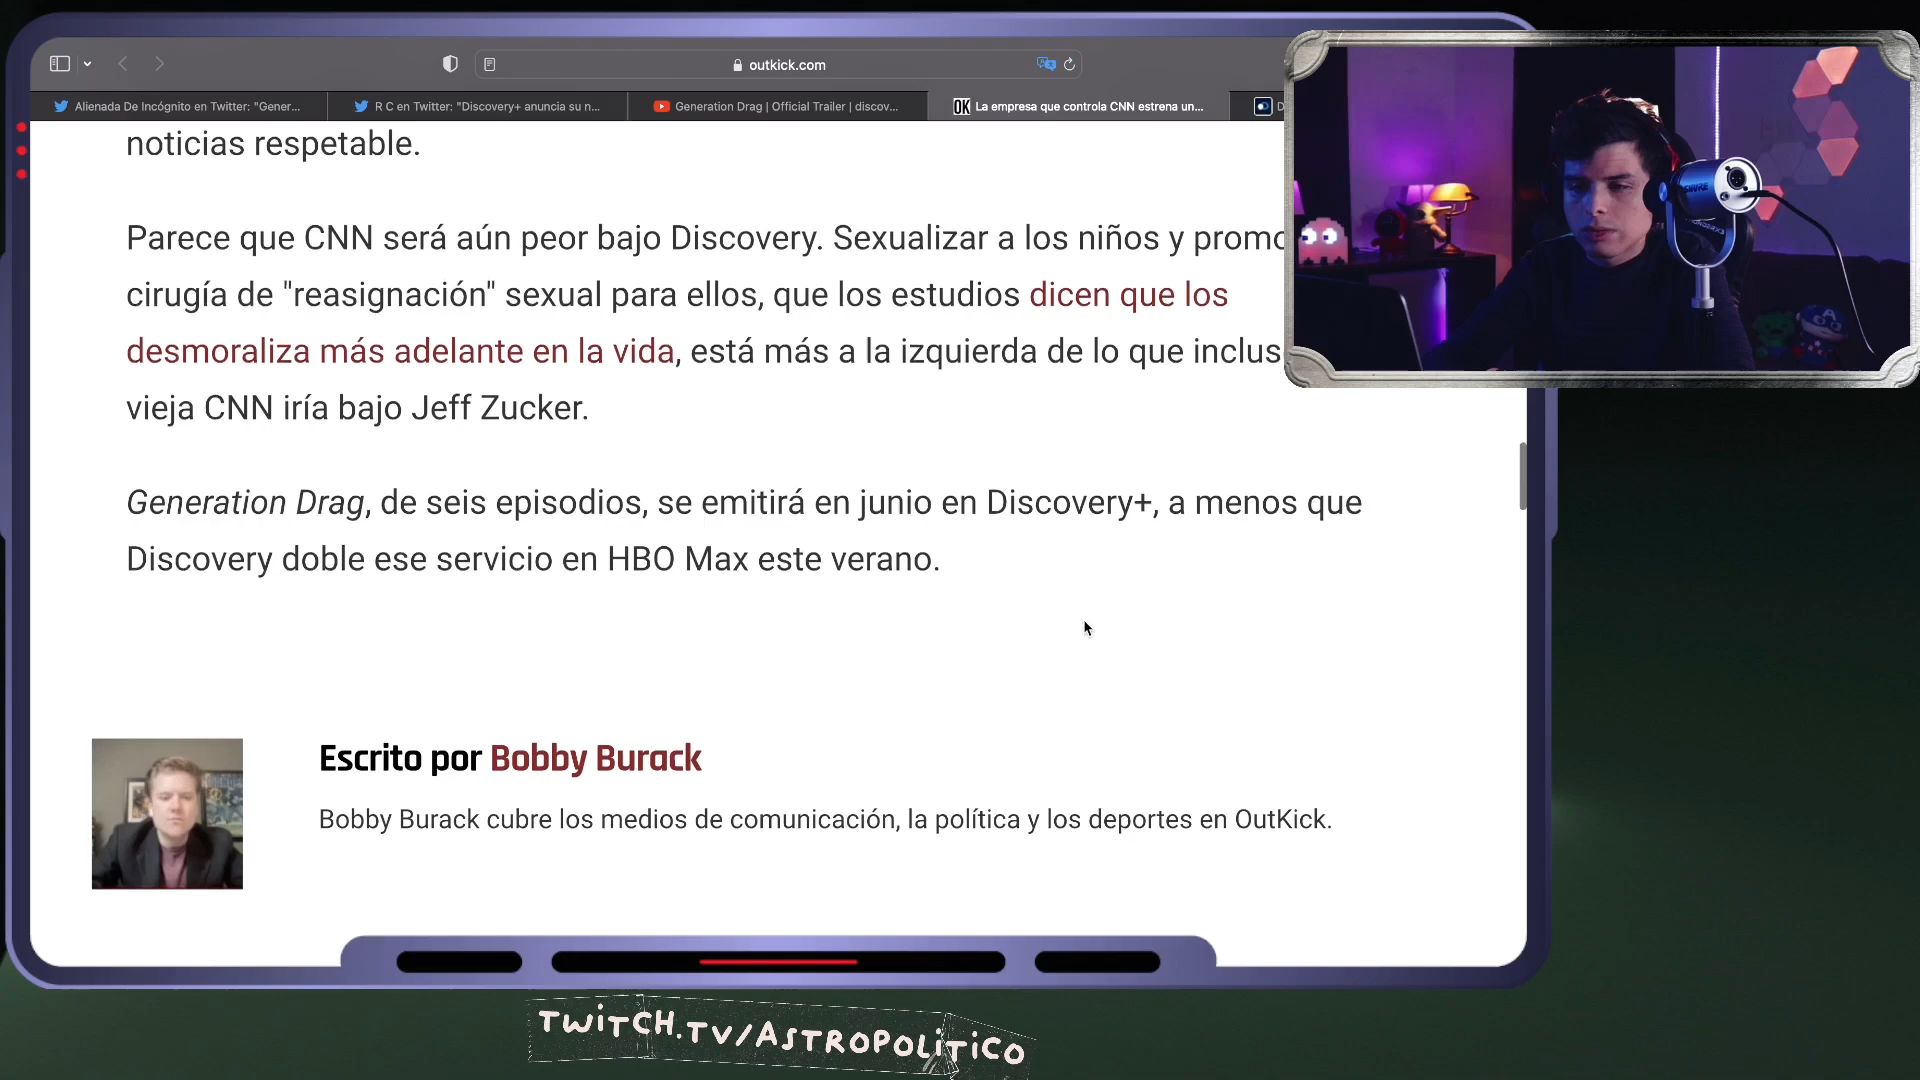 outkick.com
Alienada De Incógnito en Twitter: "Gener...
R C en Twitter: "Discovery+ anuncia su n...
Generation Drag | Official Trailer | discov...
OK La empresa que controla CNN estrena un...
D
noticias respetable.
Parece que CNN será aún peor bajo Discovery. Sexualizar a los niños y promo
cirugía de "reasignación" sexual para ellos, que los estudios dicen que los
desmoraliza más adelante en la vida, está más a la izquierda de lo que inclus
vieja CNN iría bajo Jeff Zucker.
Generation Drag, de seis episodios, se emitirá en junio en Discovery+, a menos que
Discovery doble ese servicio en HBO Max este verano.
Escrito por Bobby Burack
Bobby Burack cubre los medios de comunicación, la política y los deportes en OutKick.
SHURE
TWITCH.TV/ASTROPOLITICO